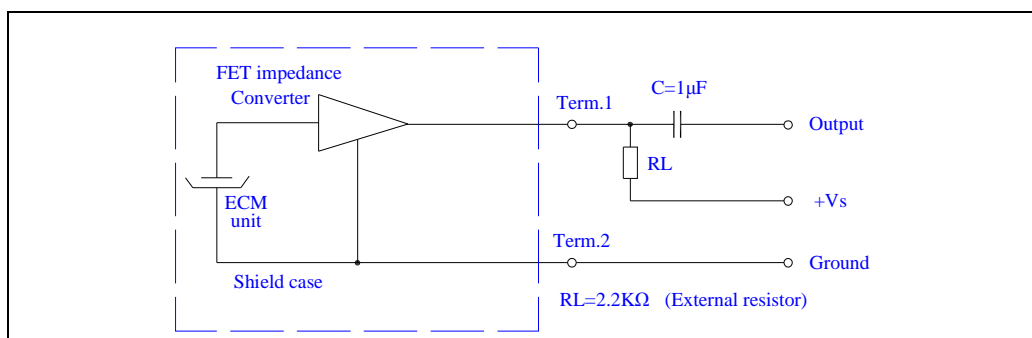 FET impedance
Converter
Term.1
C=1μF
Output
RL
+Vs
ECM
unit
Term.2
Ground
Shield case
RL=2.2KΩ (External resistor)